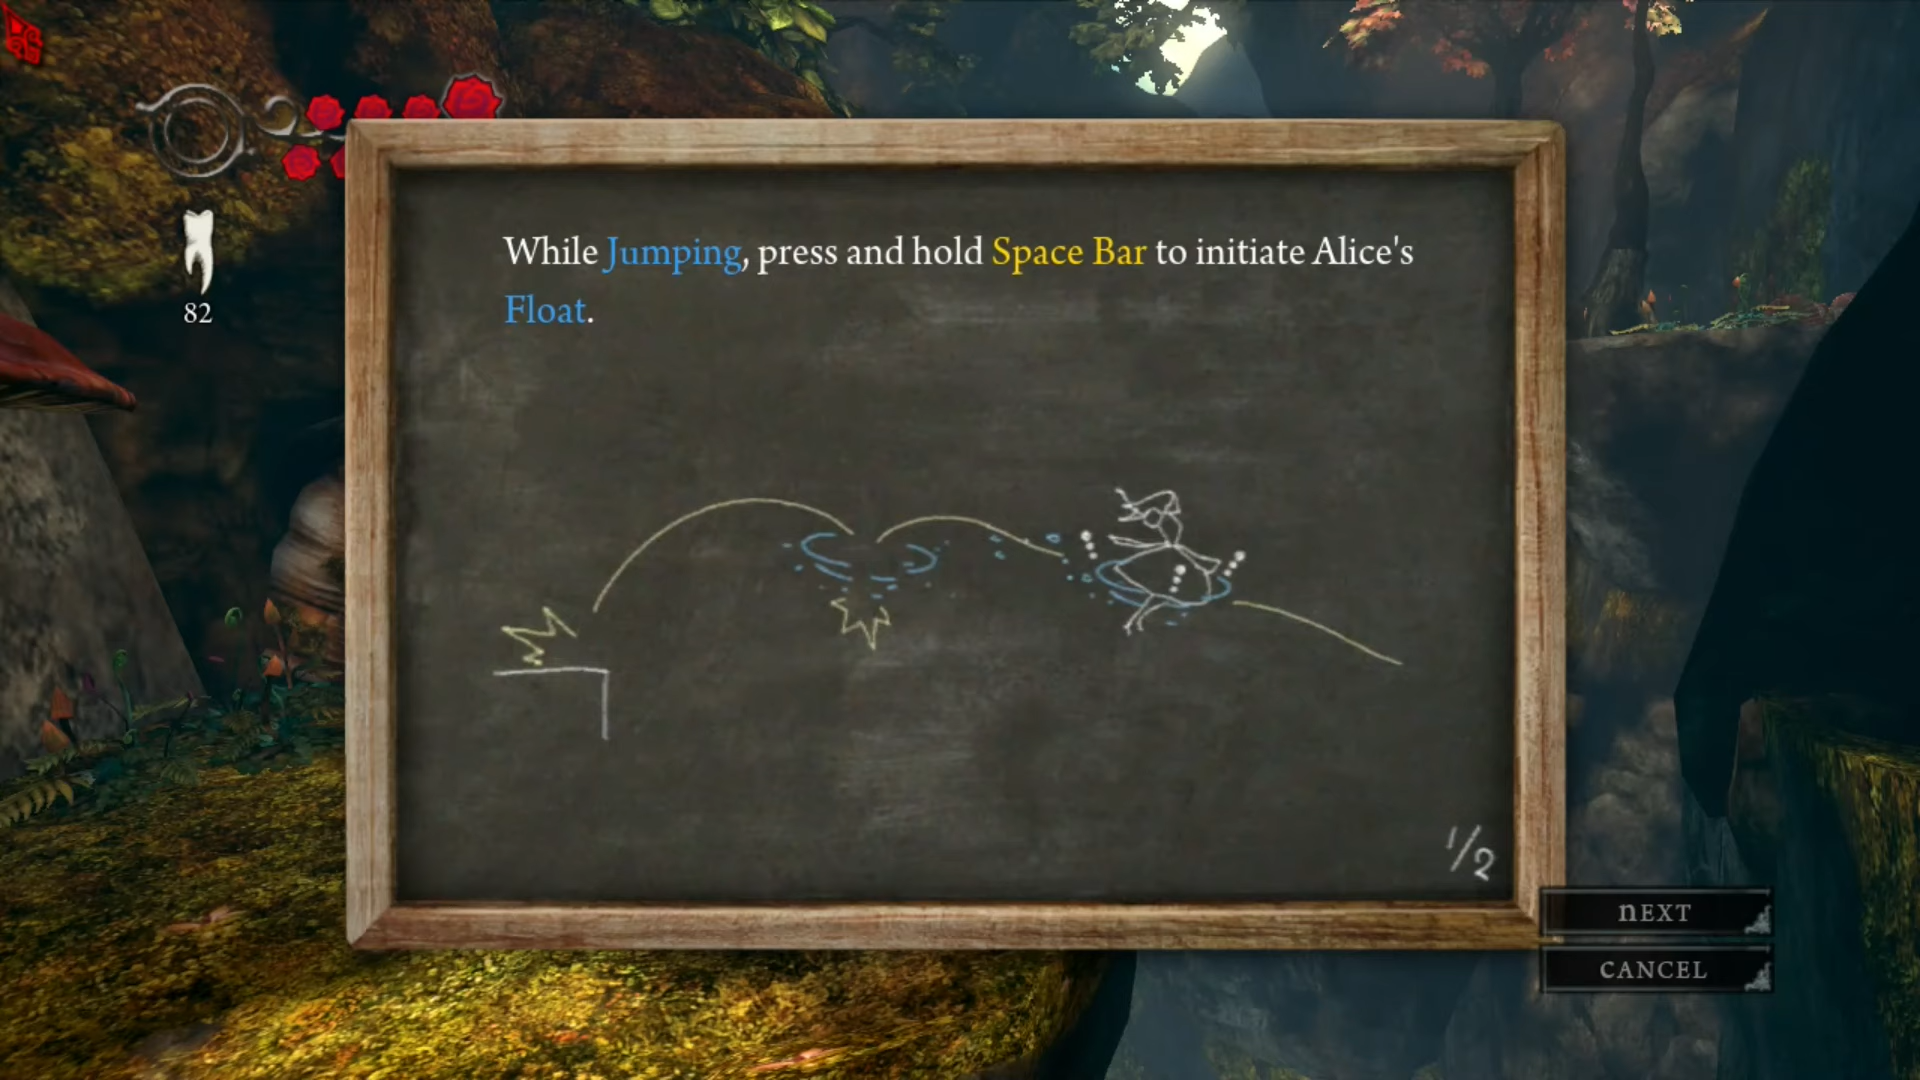 82
While Jumping, press and hold Space Bar to initiate Alice's
Float.
1/2
NEXT
CANCEL